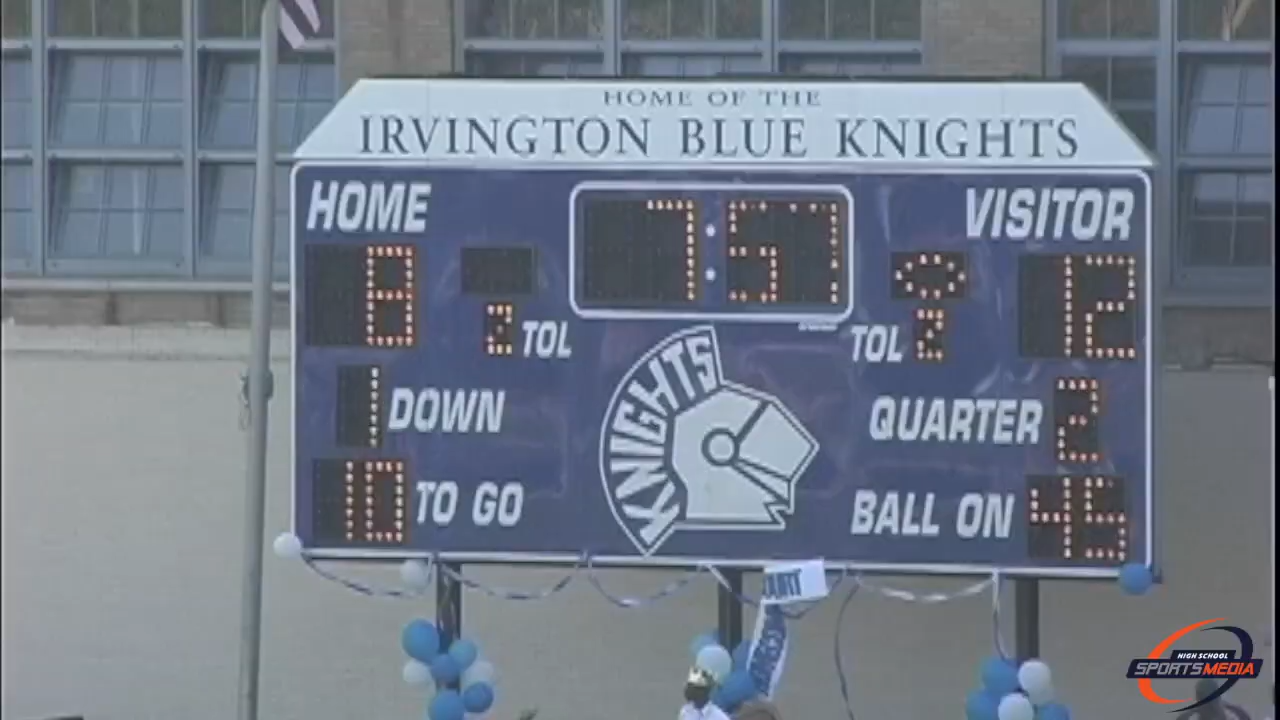 HOME OF THE
IRVINGTON BLUE KNIGHTS
HOME
7:57
VISITOR
8
12
2 TOL
TOL 2
KNIGHTS
1 DOWN
QUARTER 2
10 TO GO
BALL ON 45
HIGH SCHOOL
SPORTSMEDIA